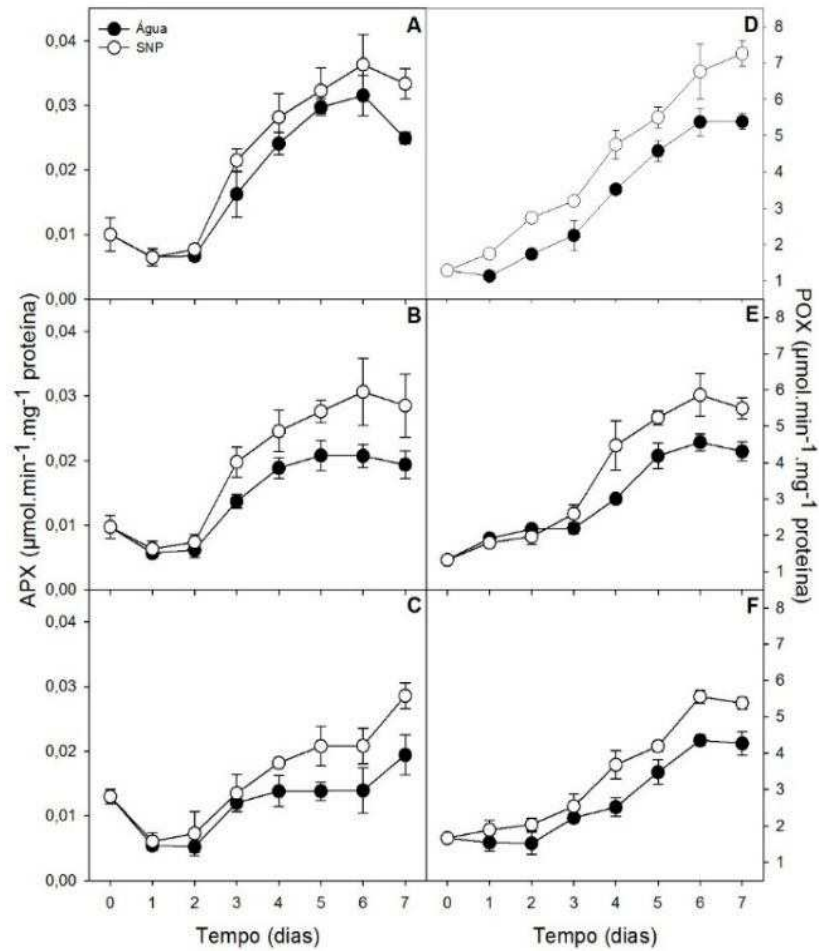 Água
SNP
A
0,04
0,03
0,02
0,01
0,00
D
8
7
6
5
4
3
2
1
B
0,04
0,03
0,02
0,01
0,00
E
8
7
6
5
4
3
2
1
C
0,04
0,03
0,02
0,01
0,00
F
8
7
6
5
4
3
2
1
APX (µmol.min⁻¹.mg⁻¹ proteína)
POX (µmol.min⁻¹.mg⁻¹ proteína)
0 1 2 3 4 5 6 7
0 1 2 3 4 5 6 7
Tempo (dias)
Tempo (dias)